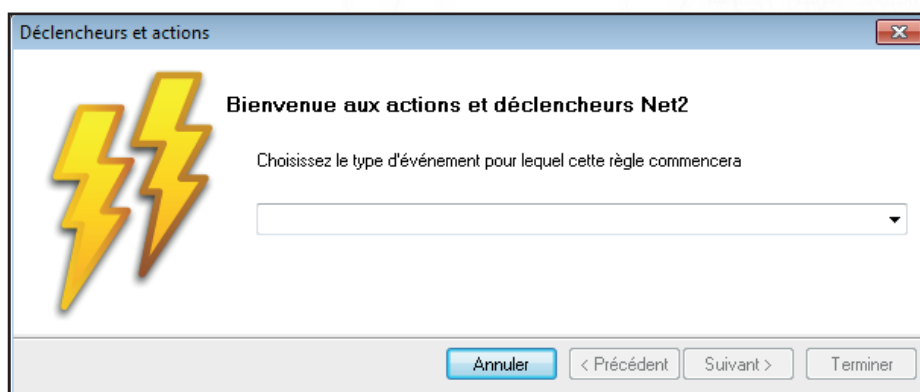 Déclencheurs et actions
Bienvenue aux actions et déclencheurs Net2
Choisissez le type d'événement pour lequel cette règle commencera
Annuler
< Précédent
Suivant >
Terminer